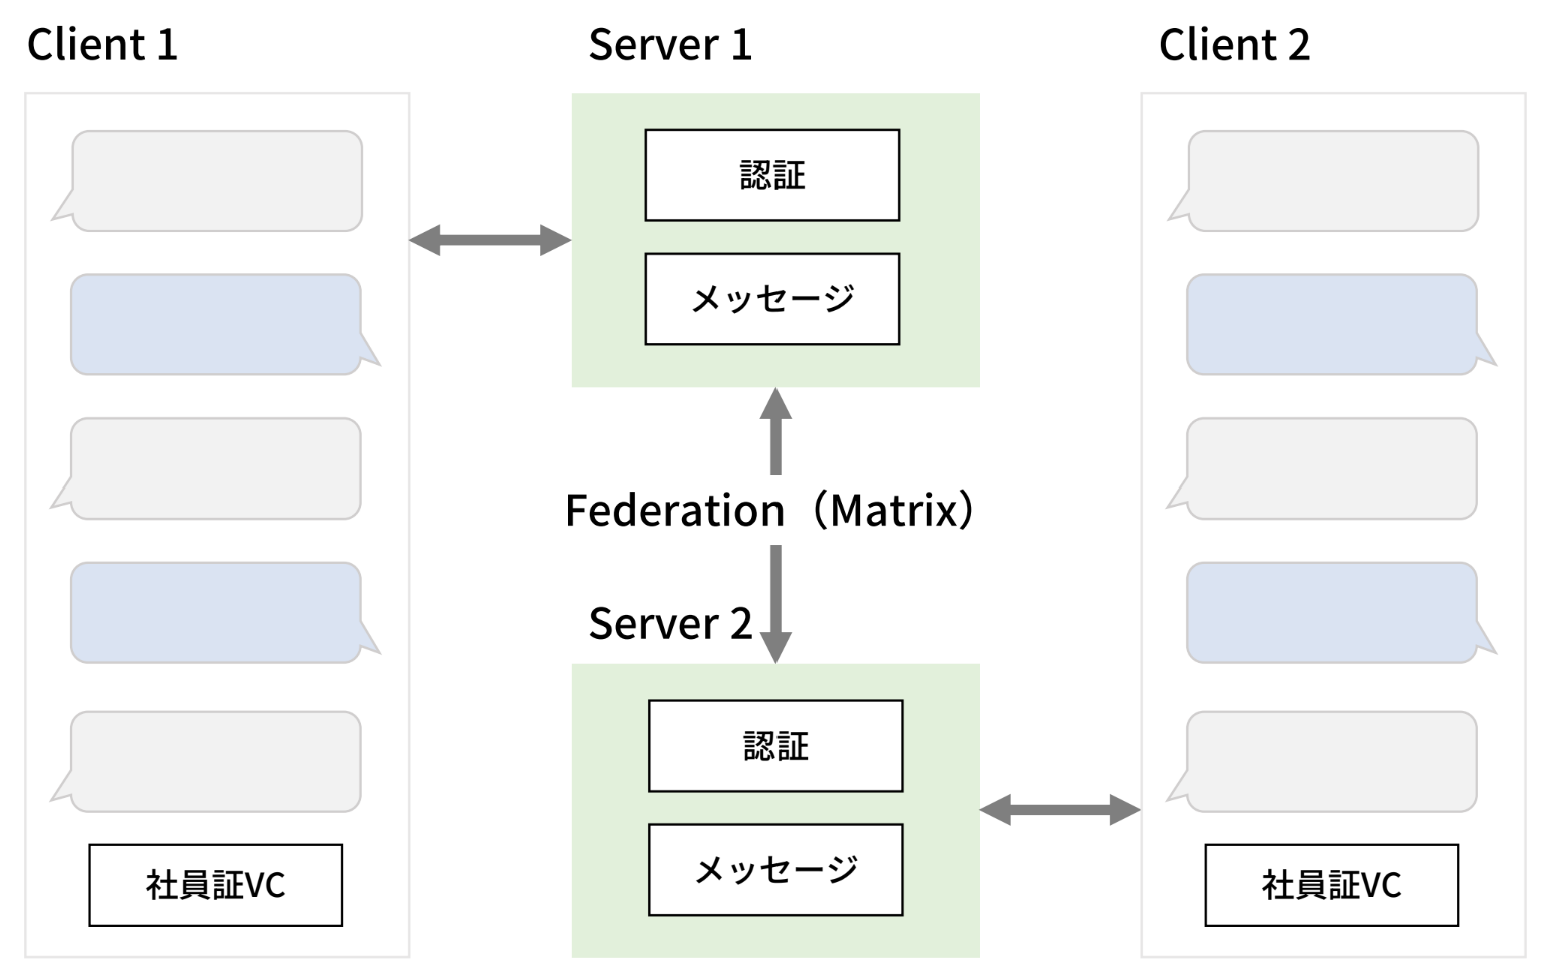 Client 1
社員証VC
Server 1
認証
メッセージ
Federation（Matrix）
Server 2
認証
メッセージ
Client 2
社員証VC